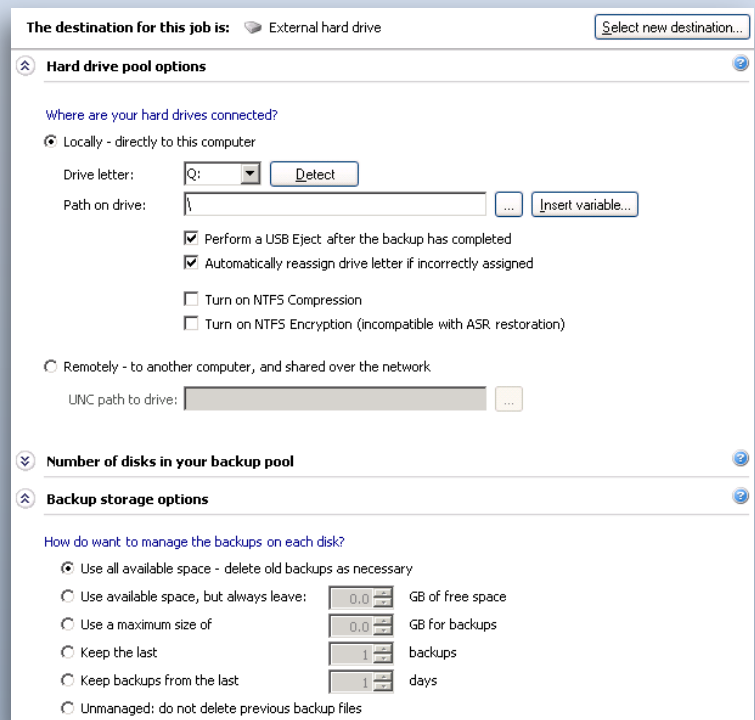 The destination for this job is: External hard drive Select new destination...
Hard drive pool options
Where are your hard drives connected?
Locally - directly to this computer
Drive letter: Q: Detect
Path on drive: \ ... Insert variable...
Perform a USB Eject after the backup has completed
Automatically reassign drive letter if incorrectly assigned
Turn on NTFS Compression
Turn on NTFS Encryption (incompatible with ASR restoration)
Remotely - to another computer, and shared over the network
UNC path to drive: ...
Number of disks in your backup pool
Backup storage options
How do want to manage the backups on each disk?
Use all available space - delete old backups as necessary
Use available space, but always leave: 0.0 GB of free space
Use a maximum size of 0.0 GB for backups
Keep the last 1 backups
Keep backups from the last 1 days
Unmanaged: do not delete previous backup files